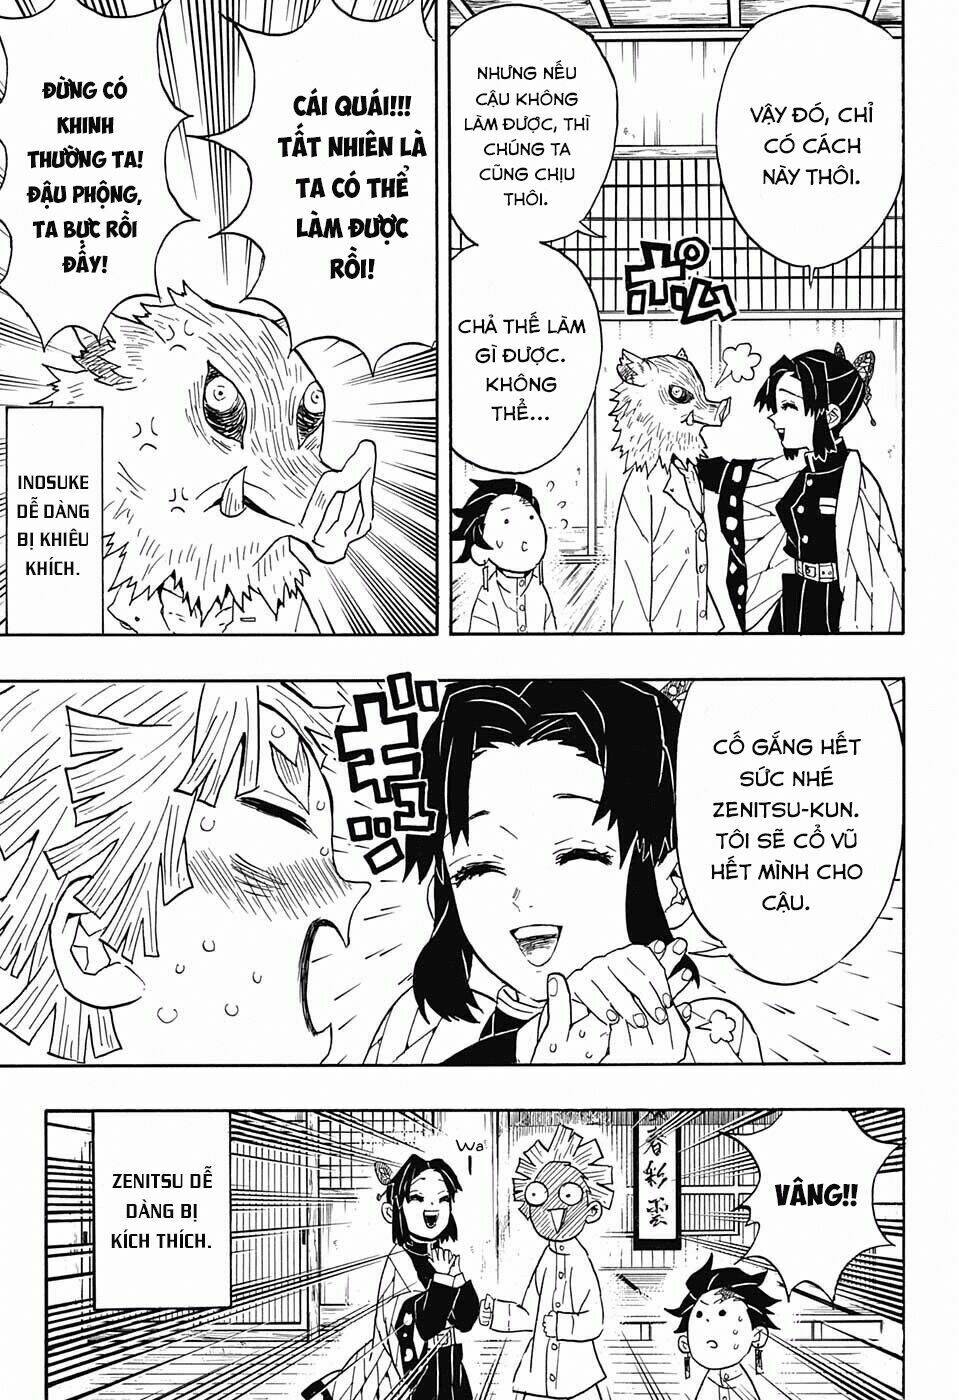 VẬY ĐÓ, CHỈ
CÓ CÁCH
NÀY THÔI.
NHƯNG NẾU
CẬU KHÔNG
LÀM ĐƯỢC, THÌ
CHÚNG TA
CŨNG CHỊU
THÔI.
CHẢ THẾ LÀM
GÌ ĐƯỢC.
KHÔNG
THỂ...
ポム
CÁI QUÁI!!!
TẤT NHIÊN LÀ
TA CÓ THỂ
LÀM ĐƯỢC
RỒI!
ĐỪNG CÓ
KHINH
THƯỜNG TA!
ĐẬU PHỘNG,
TA BỰC RỒI
ĐẤY!
INOSUKE
DỄ DÀNG
BỊ KHIÊU
KHÍCH.
CỐ GẮNG HẾT
SỨC NHÉ
ZENITSU-KUN.
TÔI SẼ CỔ VŨ
HẾT MÌNH CHO
CẬU.
ギュ
VÂNG!!
Wa
ZENITSU DỄ
DÀNG BỊ
KÍCH THÍCH.